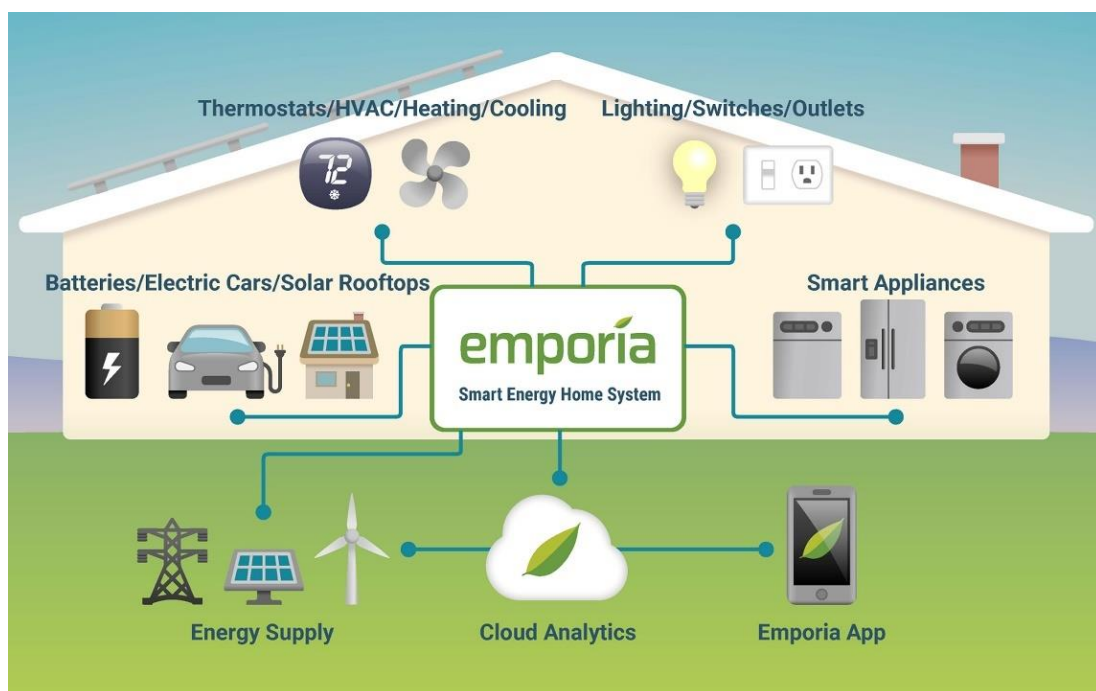 Thermostats/HVAC/Heating/Cooling
Lighting/Switches/Outlets
72
Batteries/Electric Cars/Solar Rooftops
Smart Appliances
emporia
Smart Energy Home System
Energy Supply
Cloud Analytics
Emporia App